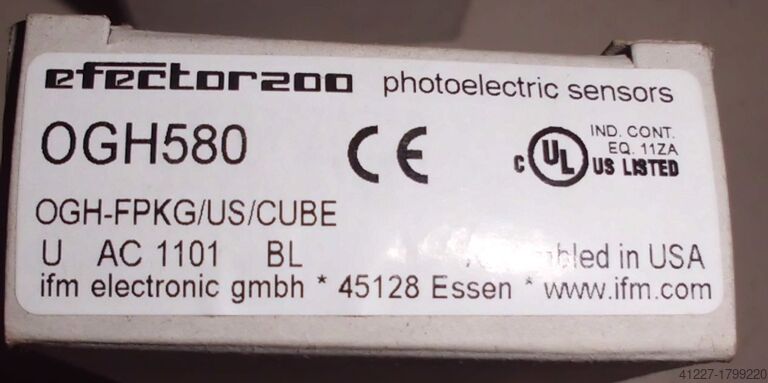 efector200 photoelectric sensors
OGH580 CE C UL US LISTED
IND. CONT.
EQ. 11ZA
OGH-FPKG/US/CUBE
U AC 1101 BL in USA
ifm electronic gmbh * 45128 Essen * www.ifm.com
41227-1799220